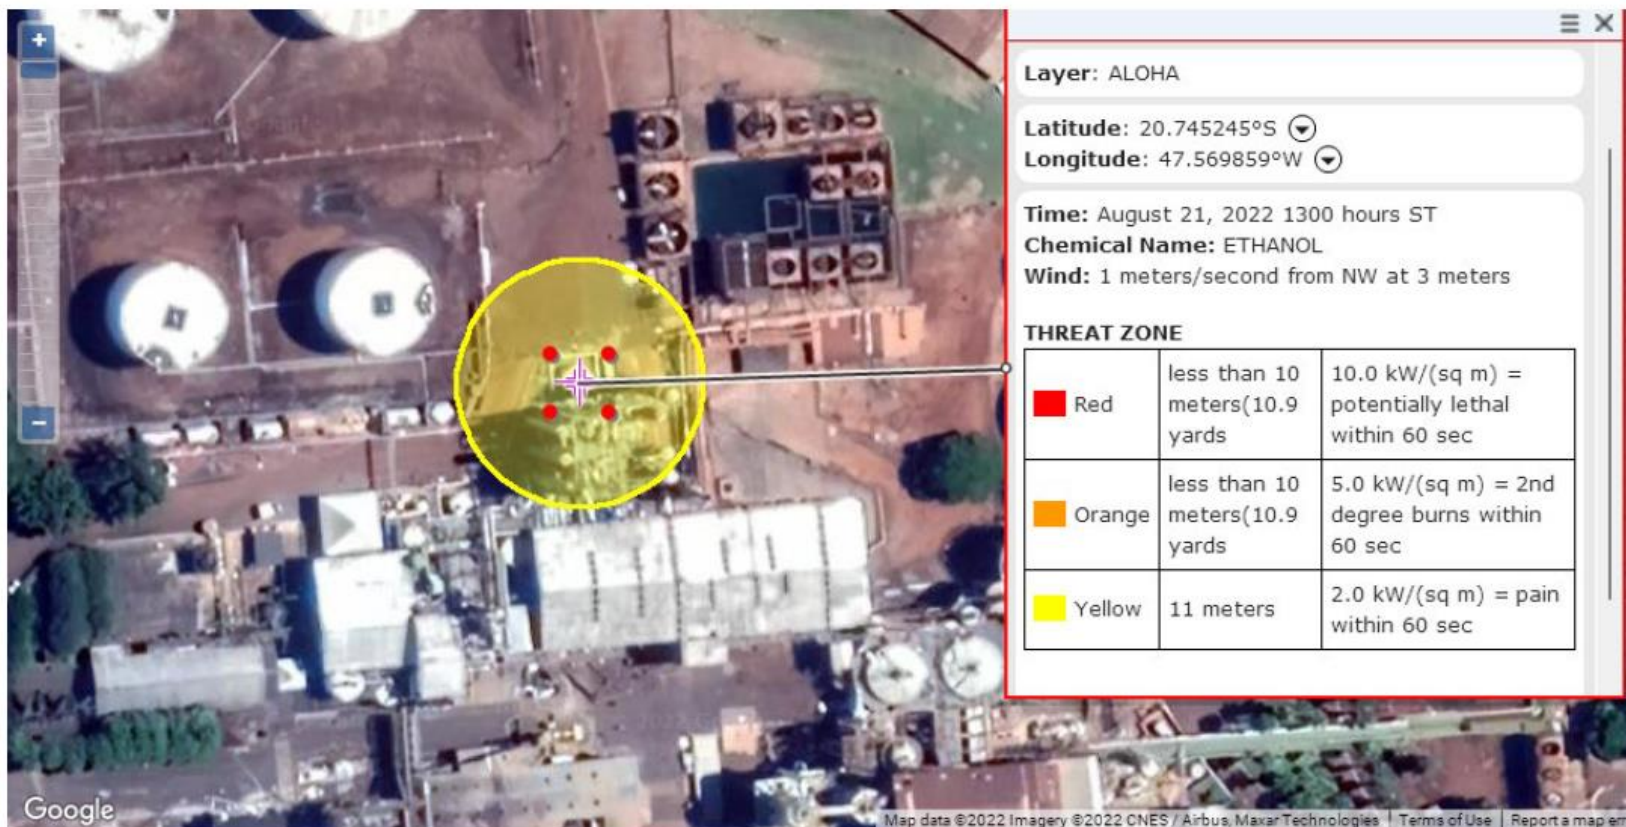 Layer: ALOHA
Latitude: 20.745245°S
Longitude: 47.569859°W
Time: August 21, 2022 1300 hours ST
Chemical Name: ETHANOL
Wind: 1 meters/second from NW at 3 meters
THREAT ZONE
Red
less than 10
meters(10.9
yards
10.0 kW/(sq m) =
potentially lethal
within 60 sec
Orange
less than 10
meters(10.9
yards
5.0 kW/(sq m) = 2nd
degree burns within
60 sec
Yellow
11 meters
2.0 kW/(sq m) = pain
within 60 sec
Google
Map data ©2022 Imagery ©2022 CNES / Airbus, Maxar Technologies
Terms of Use
Report a map err